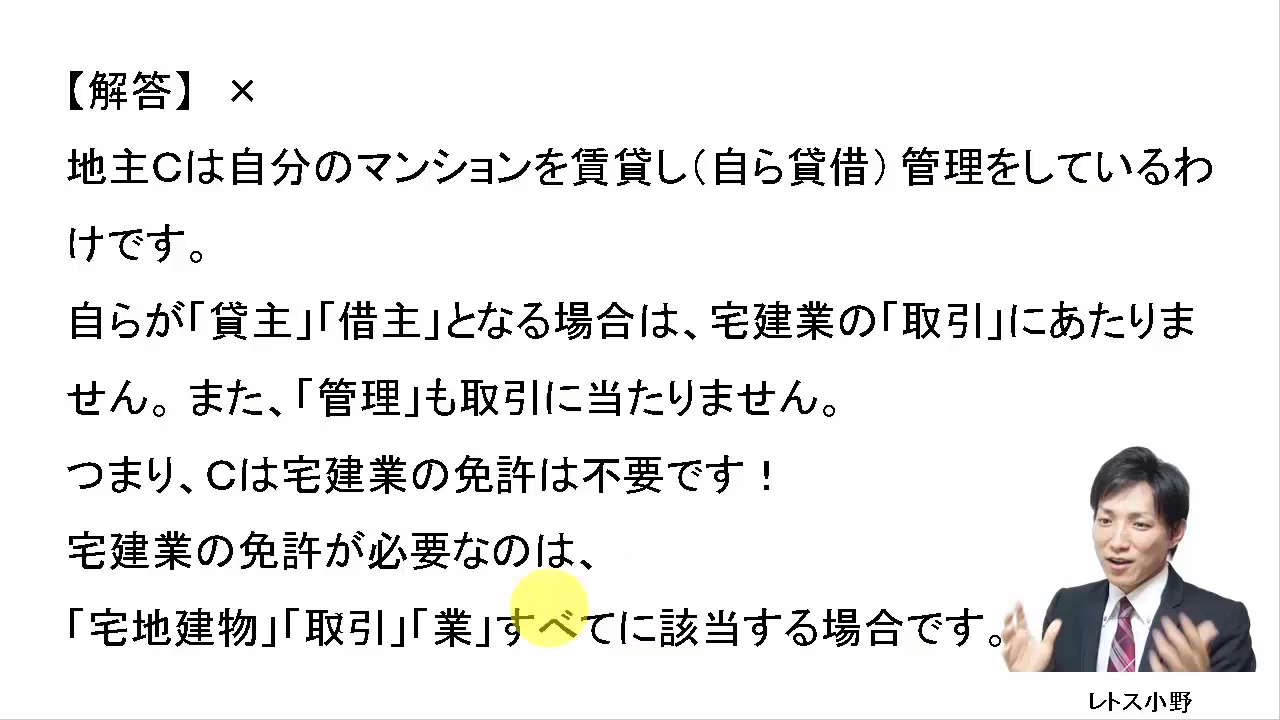 【解答】 ×
地主Cは自分のマンションを賃貸し（自ら貸借）管理をしているわ
けです。
自らが「貸主」「借主」となる場合は、宅建業の「取引」にあたりま
せん。また、「管理」も取引に当たりません。
つまり、Cは宅建業の免許は不要です！
宅建業の免許が必要なのは、
「宅地建物」「取引」「業」すべてに該当する場合です。
レトス小野